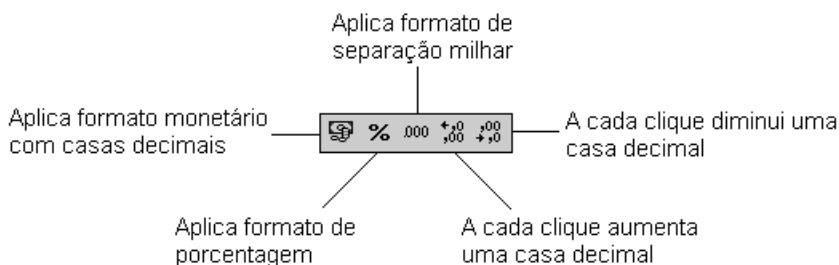 Aplica formato de
separação milhar
Aplica formato monetário
com casas decimais
% .000 ←,0 ,00 ,00 →,0
A cada clique diminui uma
casa decimal
Aplica formato de
porcentagem
A cada clique aumenta
uma casa decimal